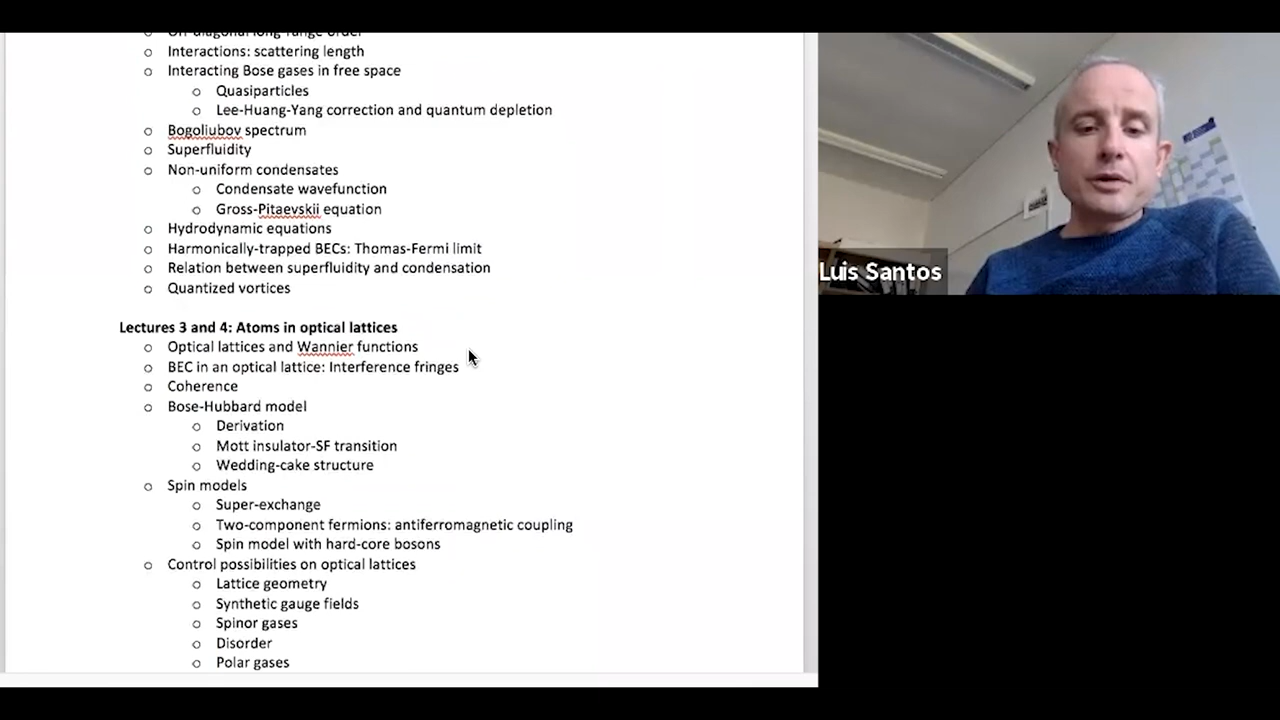 Off-diagonal long-range order
Interactions: scattering length
Interacting Bose gases in free space
Quasiparticles
Lee-Huang-Yang correction and quantum depletion
Bogoliubov spectrum
Superfluidity
Non-uniform condensates
Condensate wavefunction
Gross-Pitaevskii equation
Hydrodynamic equations
Harmonically-trapped BECs: Thomas-Fermi limit
Relation between superfluidity and condensation
Quantized vortices
Lectures 3 and 4: Atoms in optical lattices
Optical lattices and Wannier functions
BEC in an optical lattice: Interference fringes
Coherence
Bose-Hubbard model
Derivation
Mott insulator-SF transition
Wedding-cake structure
Spin models
Super-exchange
Two-component fermions: antiferromagnetic coupling
Spin model with hard-core bosons
Control possibilities on optical lattices
Lattice geometry
Synthetic gauge fields
Spinor gases
Disorder
Polar gases
Luis Santos